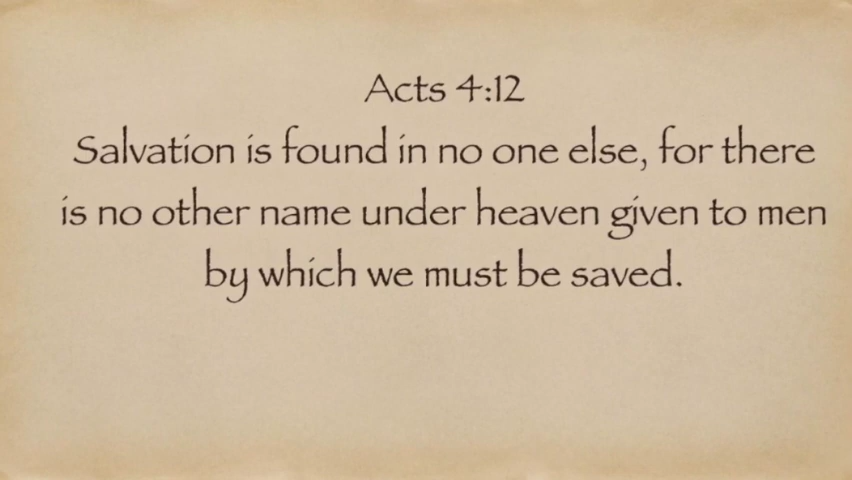 Acts 4:12
Salvation is found in no one else, for there
is no other name under heaven given to men
by which we must be saved.